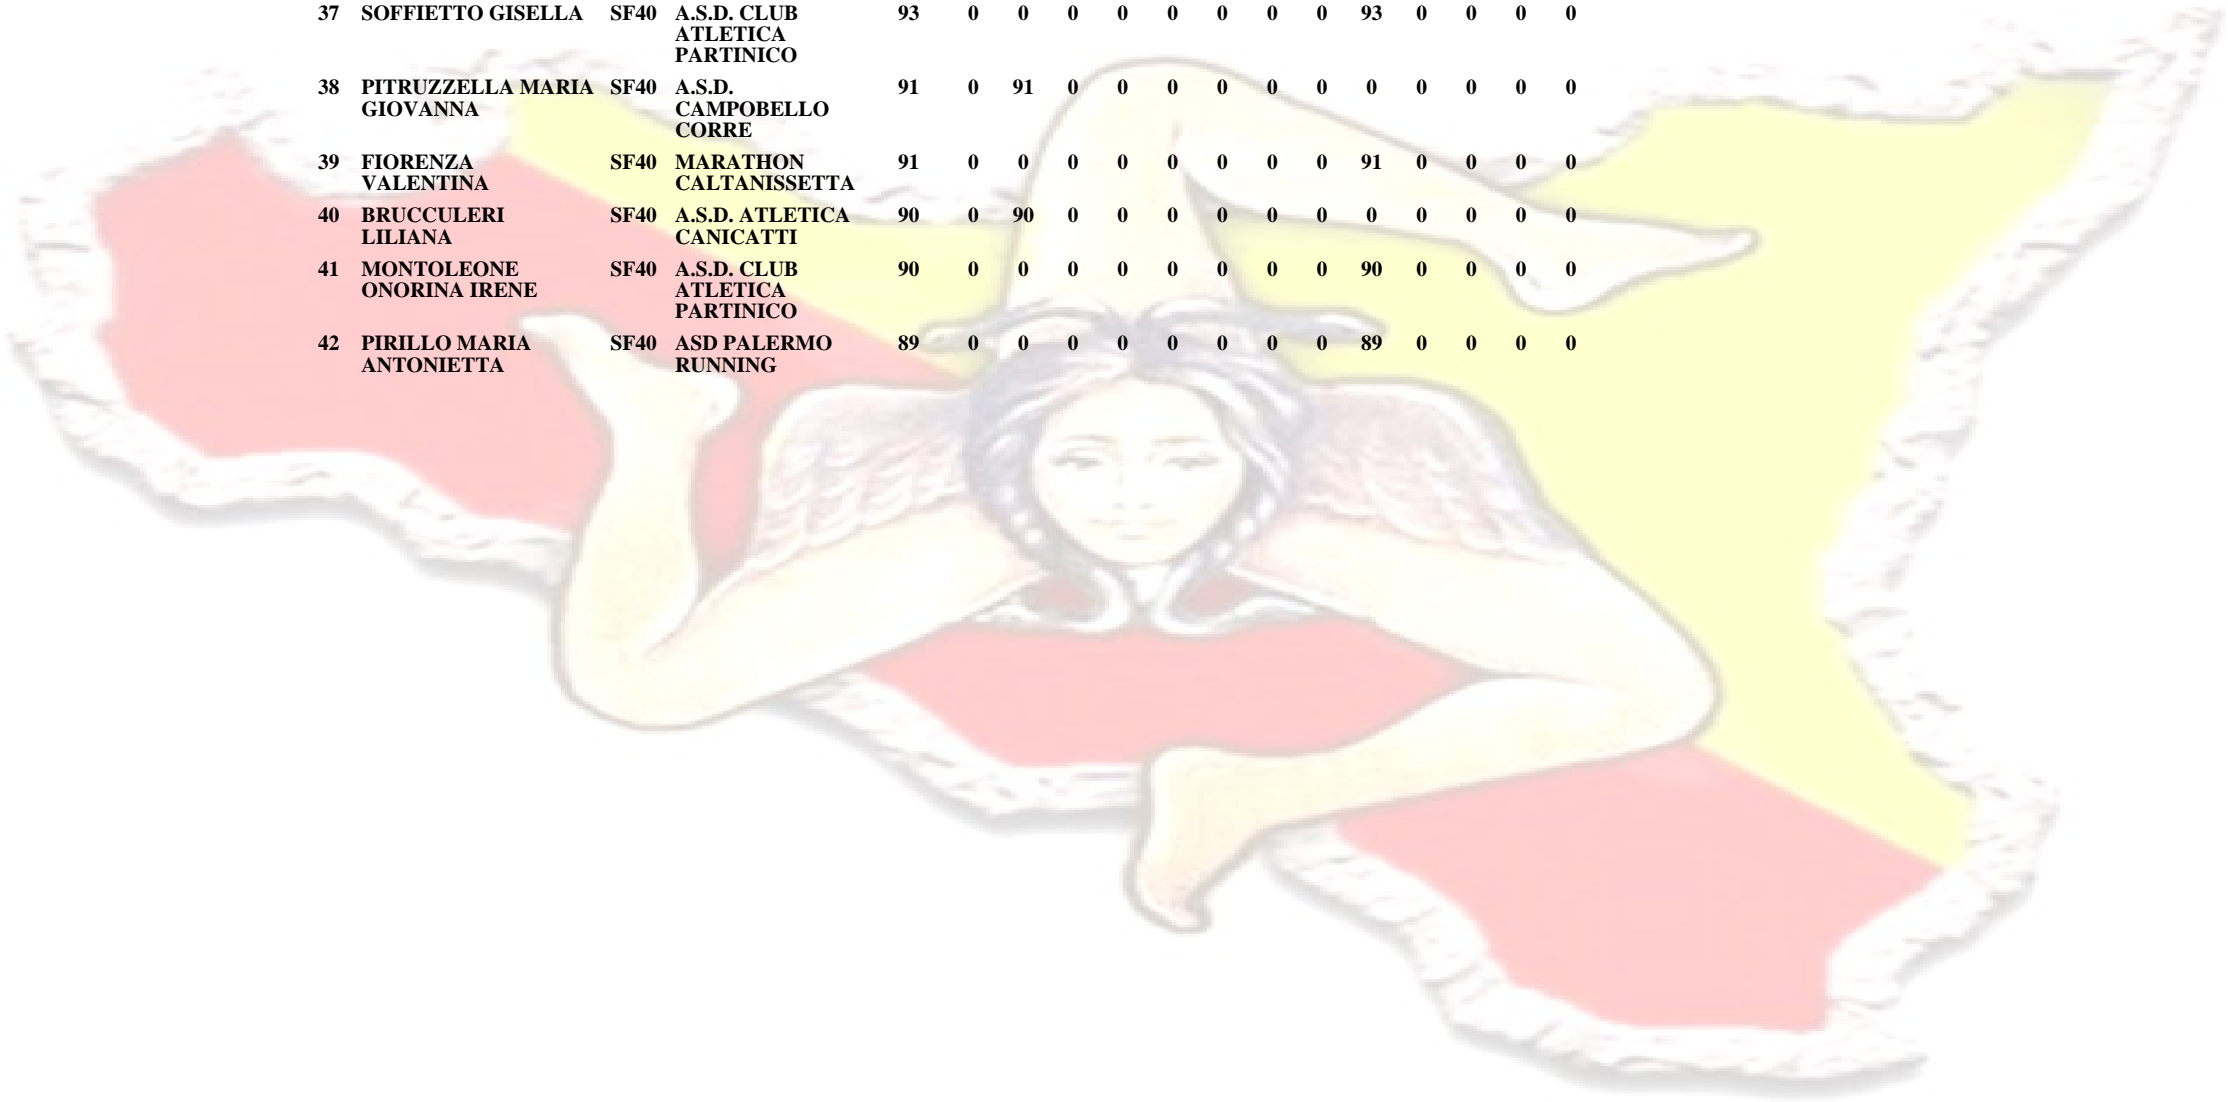 37 SOFFIETTO GISELLA SF40 A.S.D. CLUB 93 0 0 0 0 0 0 0 0 93 0 0 0 0
ATLETICA
PARTINICO
38 PITRUZZELLA MARIA SF40 A.S.D. 91 0 91 0 0 0 0 0 0 0 0 0 0 0
GIOVANNA CAMPOBELLO
CORRE
39 FIORENZA SF40 MARATHON 91 0 0 0 0 0 0 0 0 91 0 0 0 0
VALENTINA CALTANISSETTA
40 BRUCCULERI SF40 A.S.D. ATLETICA 90 0 90 0 0 0 0 0 0 0 0 0 0 0
LILIANA CANICATTI
41 MONTOLEONE SF40 A.S.D. CLUB 90 0 0 0 0 0 0 0 0 90 0 0 0 0
ONORINA IRENE ATLETICA
PARTINICO
42 PIRILLO MARIA SF40 ASD PALERMO 89 0 0 0 0 0 0 0 0 89 0 0 0 0
ANTONIETTA RUNNING